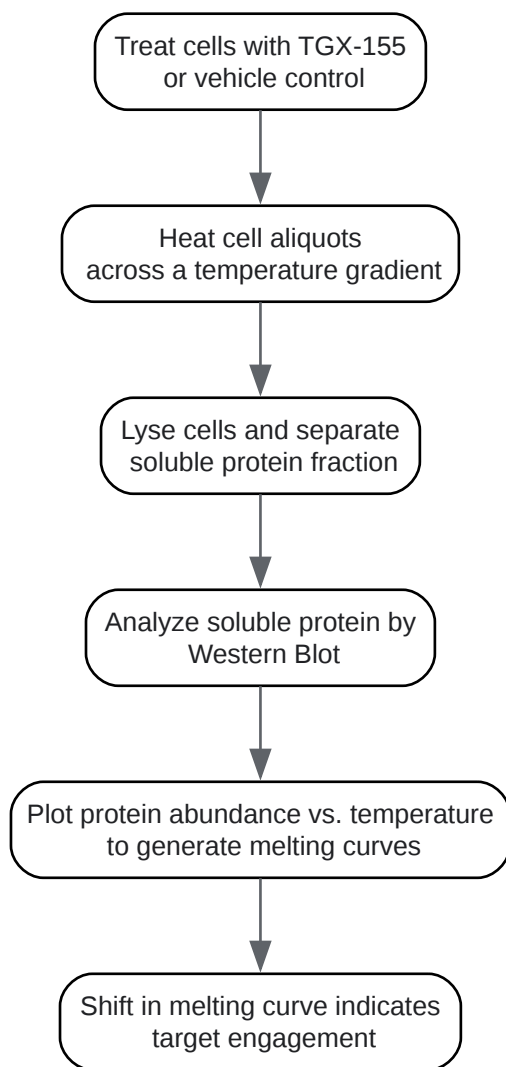 Treat cells with TGX-155
or vehicle control
Heat cell aliquots
across a temperature gradient
Lyse cells and separate
soluble protein fraction
Analyze soluble protein by
Western Blot
Plot protein abundance vs. temperature
to generate melting curves
Shift in melting curve indicates
target engagement